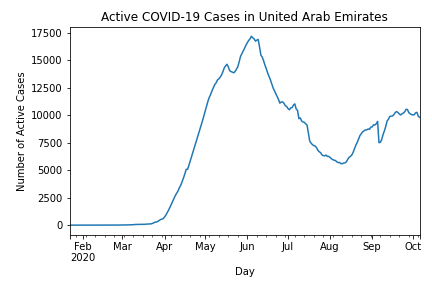 Active COVID-19 Cases in United Arab Emirates
Number of Active Cases
17500
15000
12500
10000
7500
5000
2500
0
Feb Mar Apr May Jun Jul Aug Sep Oct
2020
Day